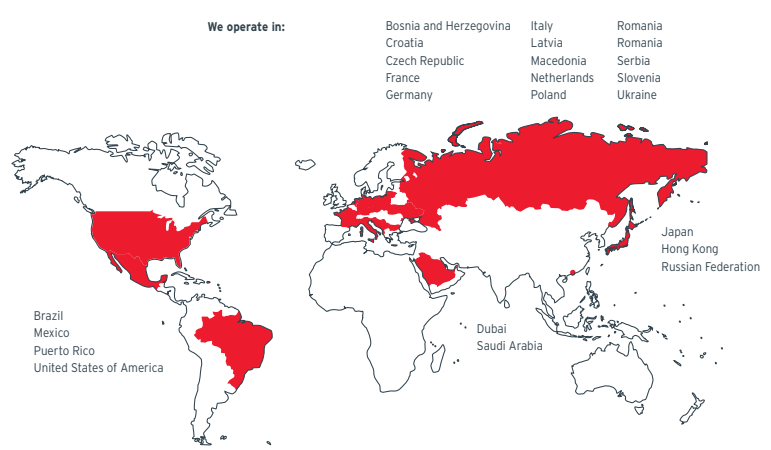 We operate in:
Bosnia and Herzegovina
Croatia
Czech Republic
France
Germany
Italy
Latvia
Macedonia
Netherlands
Poland
Romania
Romania
Serbia
Slovenia
Ukraine
Japan
Hong Kong
Russian Federation
Brazil
Mexico
Puerto Rico
United States of America
Dubai
Saudi Arabia